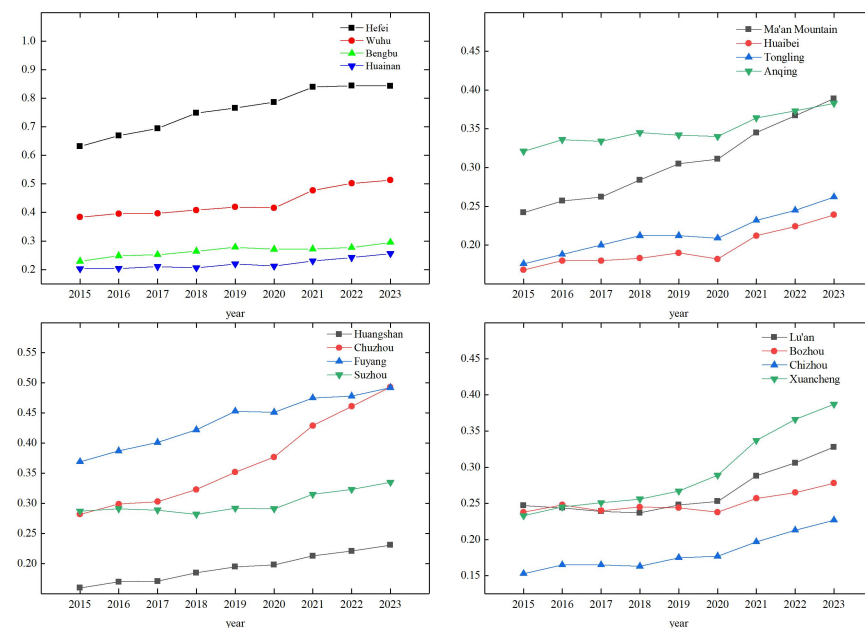 Hefei
Wuhu
Bengbu
Huainan
1.0
0.9
0.8
0.7
0.6
0.5
0.4
0.3
0.2
2015 2016 2017 2018 2019 2020 2021 2022 2023
year
Ma'an Mountain
Huaibei
Tongling
Anqing
0.45
0.40
0.35
0.30
0.25
0.20
2015 2016 2017 2018 2019 2020 2021 2022 2023
year
Huangshan
Chuzhou
Fuyang
Suzhou
0.55
0.50
0.45
0.40
0.35
0.30
0.25
0.20
2015 2016 2017 2018 2019 2020 2021 2022 2023
year
Lu'an
Bozhou
Chizhou
Xuancheng
0.45
0.40
0.35
0.30
0.25
0.20
0.15
2015 2016 2017 2018 2019 2020 2021 2022 2023
year